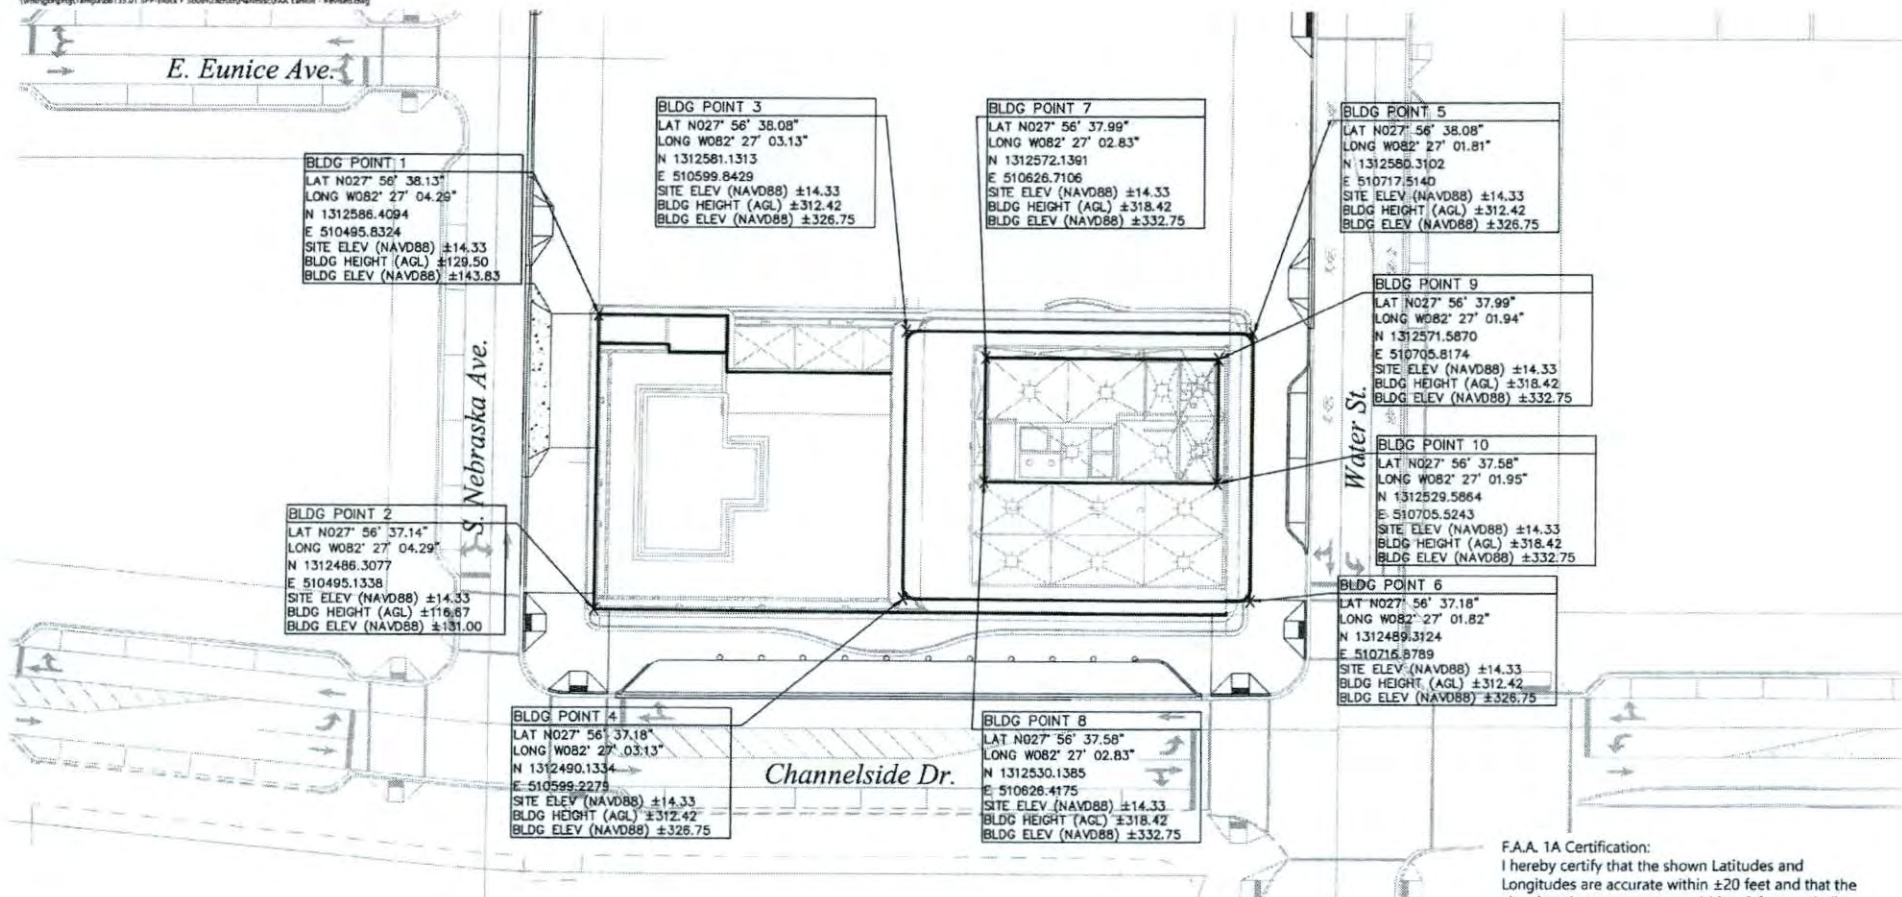 E. Eunice Ave.
BLDG POINT 3
LAT N027° 56' 38.08"
LONG W082° 27' 03.13"
N 1312581.1313
E 510599.8429
SITE ELEV (NAVD88) ±14.33
BLDG HEIGHT (AGL) ±312.42
BLDG ELEV (NAVD88) ±326.75
BLDG POINT 7
LAT N027° 56' 37.99"
LONG W082° 27' 02.83"
N 1312572.1391
E 510626.7106
SITE ELEV (NAVD88) ±14.33
BLDG HEIGHT (AGL) ±318.42
BLDG ELEV (NAVD88) ±332.75
BLDG POINT 5
LAT N027° 56' 38.08"
LONG W082° 27' 01.81"
N 1312580.3102
E 510717.5140
SITE ELEV (NAVD88) ±14.33
BLDG HEIGHT (AGL) ±312.42
BLDG ELEV (NAVD88) ±326.75
BLDG POINT 1
LAT N027° 56' 38.13"
LONG W082° 27' 04.29"
N 1312586.4094
E 510495.8324
SITE ELEV (NAVD88) ±14.33
BLDG HEIGHT (AGL) ±129.50
BLDG ELEV (NAVD88) ±143.83
BLDG POINT 9
LAT N027° 56' 37.99"
LONG W082° 27' 01.94"
N 1312571.5870
E 510705.8174
SITE ELEV (NAVD88) ±14.33
BLDG HEIGHT (AGL) ±318.42
BLDG ELEV (NAVD88) ±332.75
S. Nebraska Ave.
Water St.
BLDG POINT 10
LAT N027° 56' 37.58"
LONG W082° 27' 01.95"
N 1312529.5864
E 510705.5243
SITE ELEV (NAVD88) ±14.33
BLDG HEIGHT (AGL) ±318.42
BLDG ELEV (NAVD88) ±332.75
BLDG POINT 2
LAT N027° 56' 37.14"
LONG W082° 27' 04.29"
N 1312486.3077
E 510495.1338
SITE ELEV (NAVD88) ±14.33
BLDG HEIGHT (AGL) ±116.67
BLDG ELEV (NAVD88) ±131.00
BLDG POINT 6
LAT N027° 56' 37.18"
LONG W082° 27' 01.82"
N 1312489.3124
E 510716.8789
SITE ELEV (NAVD88) ±14.33
BLDG HEIGHT (AGL) ±312.42
BLDG ELEV (NAVD88) ±326.75
BLDG POINT 4
LAT N027° 56' 37.18"
LONG W082° 27' 03.13"
N 1312490.1334
E 510599.2279
SITE ELEV (NAVD88) ±14.33
BLDG HEIGHT (AGL) ±312.42
BLDG ELEV (NAVD88) ±326.75
BLDG POINT 8
LAT N027° 56' 37.58"
LONG W082° 27' 02.83"
N 1312530.1385
E 510626.4175
SITE ELEV (NAVD88) ±14.33
BLDG HEIGHT (AGL) ±318.42
BLDG ELEV (NAVD88) ±332.75
Channelside Dr.
F.A.A. 1A Certification:
I hereby certify that the shown Latitudes and
Longitudes are accurate within ±20 feet and that the